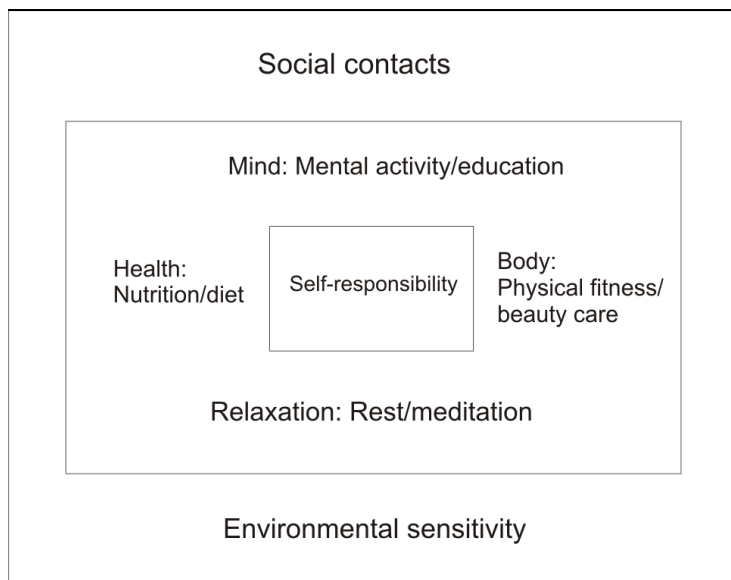 Social contacts
Mind: Mental activity/education
Health:
Nutrition/diet
Self-responsibility
Body:
Physical fitness/
beauty care
Relaxation: Rest/meditation
Environmental sensitivity